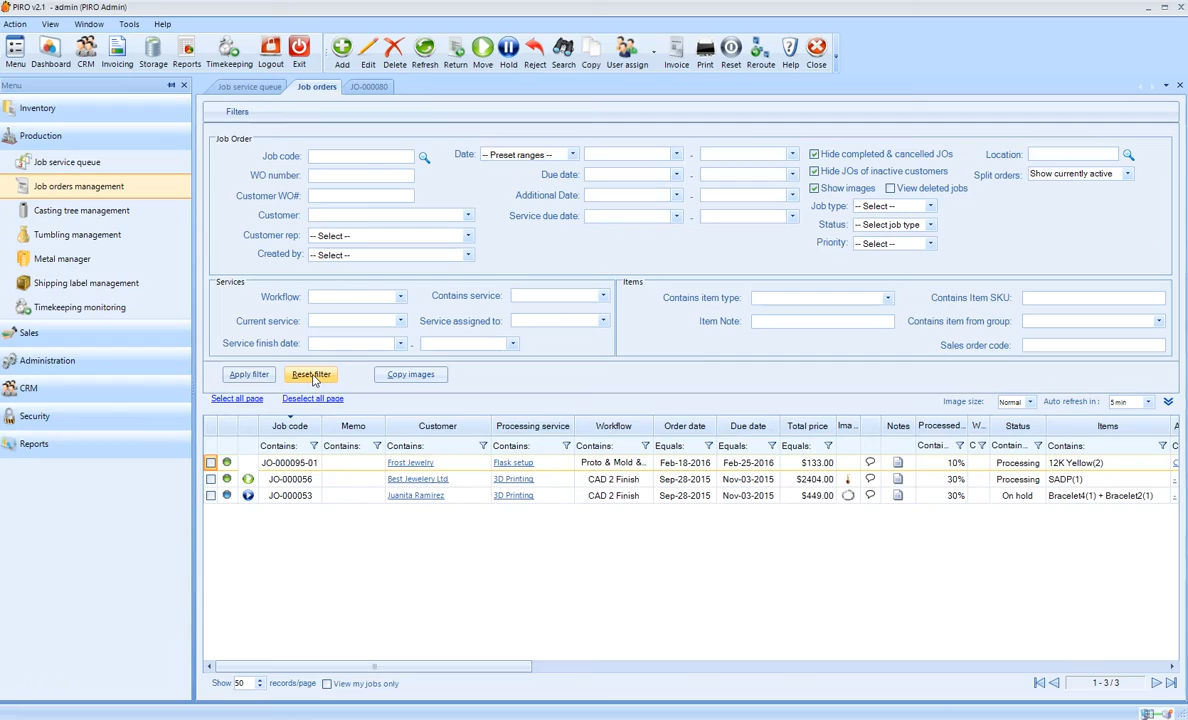 PIRO v2.1 - admin (PIRO Admin)
Action View Window Tools Help
Menu Dashboard CRM Invoicing Storage Reports Timekeeping Logout Exit Add Edit Delete Refresh Return Move Hold Reject Search Copy User assign Invoice Print Reset Reroute Help Close
Menu
Inventory
Production
Job service queue
Job orders management
Casting tree management
Tumbling management
Metal manager
Shipping label management
Timekeeping monitoring
Sales
Administration
CRM
Security
Reports
Job service queue Job orders JO-000080
Filters
Job Order
Job code: Date: -- Preset ranges -- - Hide completed & cancelled JOs Location:
WO number: Due date: - Hide JOs of inactive customers Split orders: Show currently active
Customer WO#: Additional Date: - Show images View deleted jobs
Customer: Service due date: - Job type: -- Select --
Customer rep: -- Select -- Status: -- Select job type
Created by: -- Select -- Priority: -- Select --
Services Items
Workflow: Contains service: Contains item type: Contains Item SKU:
Current service: Service assigned to: Item Note: Contains item from group:
Service finish date: - Sales order code:
Apply filter Reset filter Copy images
Select all page Deselect all page Image size: Normal Auto refresh in : 5 min
Job code Memo Customer Processing service Workflow Order date Due date Total price Ima... Notes Processed... W... Status Items
Contains: Contains: Contains: Contains: Contains: Equals: Equals: Equals: Contai... C Contain... Contains:
JO-000095-01 Frost Jewelry Flask setup Proto & Mold &.. Feb-18-2016 Feb-25-2016 $133.00 10% Processing 12K Yellow(2)
JO-000056 Best Jewelery Ltd. 3D Printing CAD 2 Finish Sep-28-2015 Nov-03-2015 $2404.00 30% Processing SADP(1)
JO-000053 Juanita Ramirez 3D Printing CAD 2 Finish Sep-28-2015 Nov-03-2015 $449.00 30% On hold Bracelet4(1) + Bracelet2(1)
Show 50 records/page View my jobs only 1 - 3 / 3